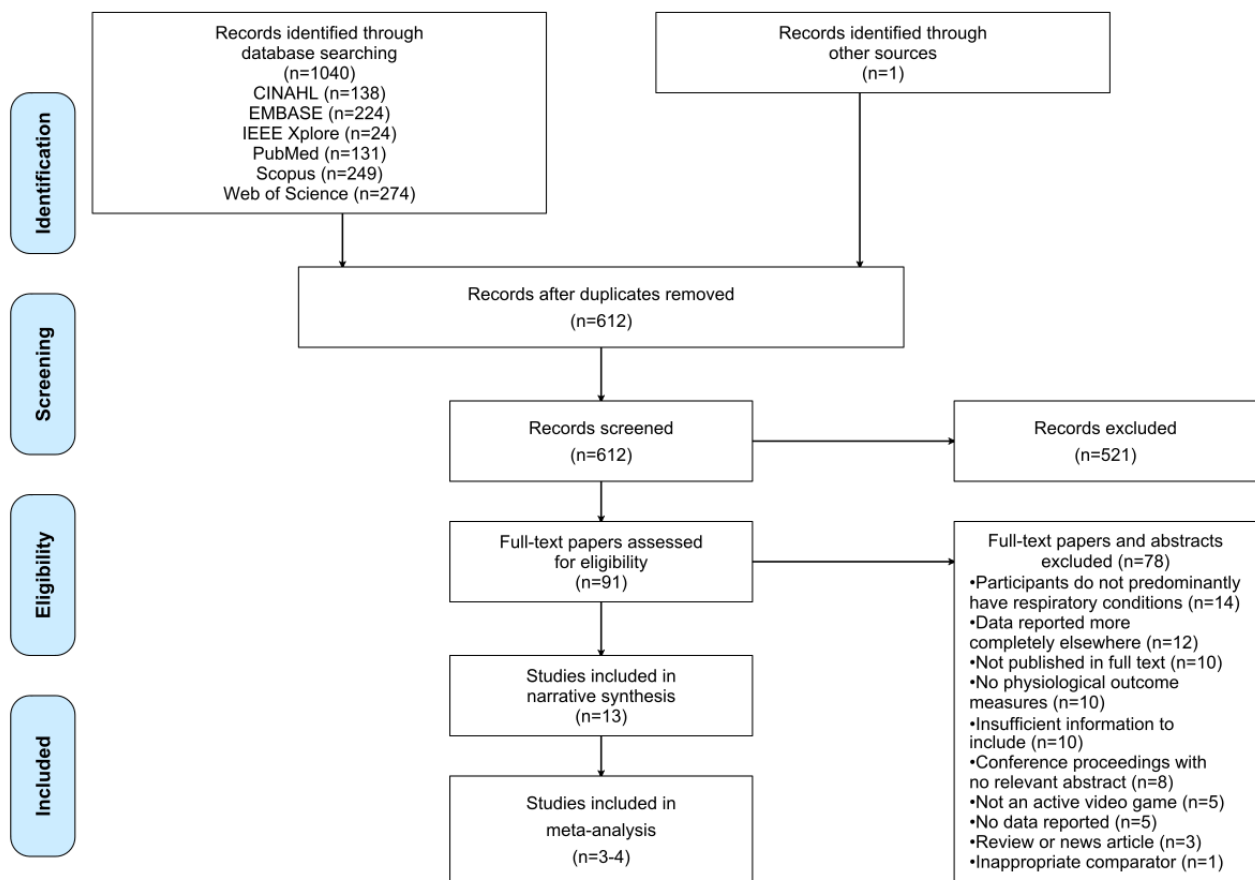 Records identified through
database searching
(n=1040)
CINAHL (n=138)
EMBASE (n=224)
IEEE Xplore (n=24)
PubMed (n=131)
Scopus (n=249)
Web of Science (n=274)
Records identified through
other sources
(n=1)
Identification
Records after duplicates removed
(n=612)
Screening
Records screened
(n=612)
Records excluded
(n=521)
Eligibility
Full-text papers assessed
for eligibility
(n=91)
Full-text papers and abstracts
excluded (n=78)
•Participants do not predominantly
have respiratory conditions (n=14)
•Data reported more
completely elsewhere (n=12)
•Not published in full text (n=10)
•No physiological outcome
measures (n=10)
•Insufficient information to
include (n=10)
•Conference proceedings with
no relevant abstract (n=8)
•Not an active video game (n=5)
•No data reported (n=5)
•Review or news article (n=3)
•Inappropriate comparator (n=1)
Studies included in
narrative synthesis
(n=13)
Included
Studies included in
meta-analysis
(n=3-4)